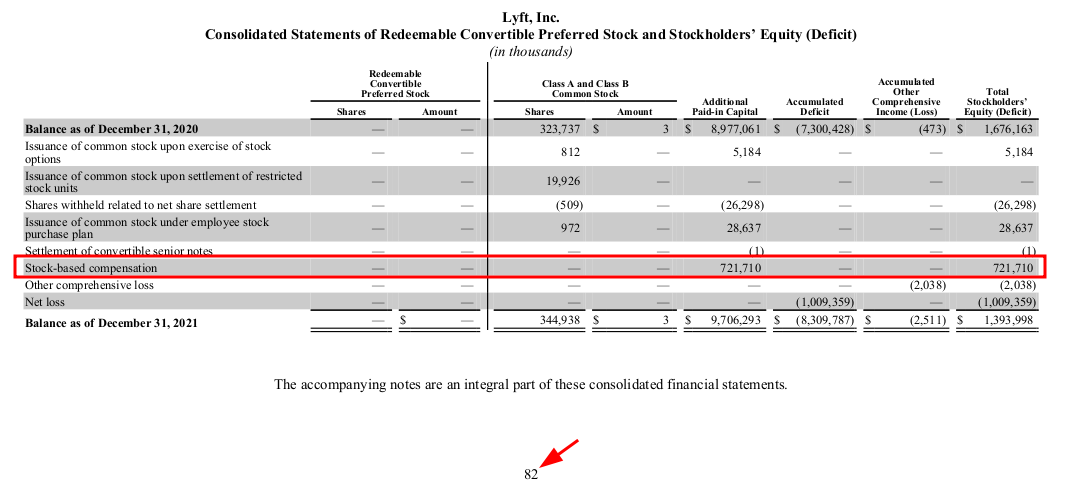 Lyft, Inc.
Consolidated Statements of Redeemable Convertible Preferred Stock and Stockholders’ Equity (Deficit)
(in thousands)
Redeemable
Convertible
Preferred Stock
Class A and Class B
Common Stock
Additional
Paid-in Capital
Accumulated
Deficit
Accumulated
Other
Comprehensive
Income (Loss)
Total
Stockholders’
Equity (Deficit)
Shares Amount Shares Amount
Balance as of December 31, 2020 — — 323,737 $ 3 $ 8,977,061 $ (7,300,428) $ (473) $ 1,676,163
Issuance of common stock upon exercise of stock
options — — 812 — 5,184 — — 5,184
Issuance of common stock upon settlement of restricted
stock units — — 19,926 — — — — —
Shares withheld related to net share settlement — — (509) — (26,298) — — (26,298)
Issuance of common stock under employee stock
purchase plan — — 972 — 28,637 — — 28,637
Settlement of convertible senior notes — — — — (1) — — (1)
Stock-based compensation — — — — 721,710 — — 721,710
Other comprehensive loss — — — — — — (2,038) (2,038)
Net loss — — — — — (1,009,359) — (1,009,359)
Balance as of December 31, 2021 — $ — 344,938 $ 3 $ 9,706,293 $ (8,309,787) $ (2,511) $ 1,393,998
The accompanying notes are an integral part of these consolidated financial statements.
82